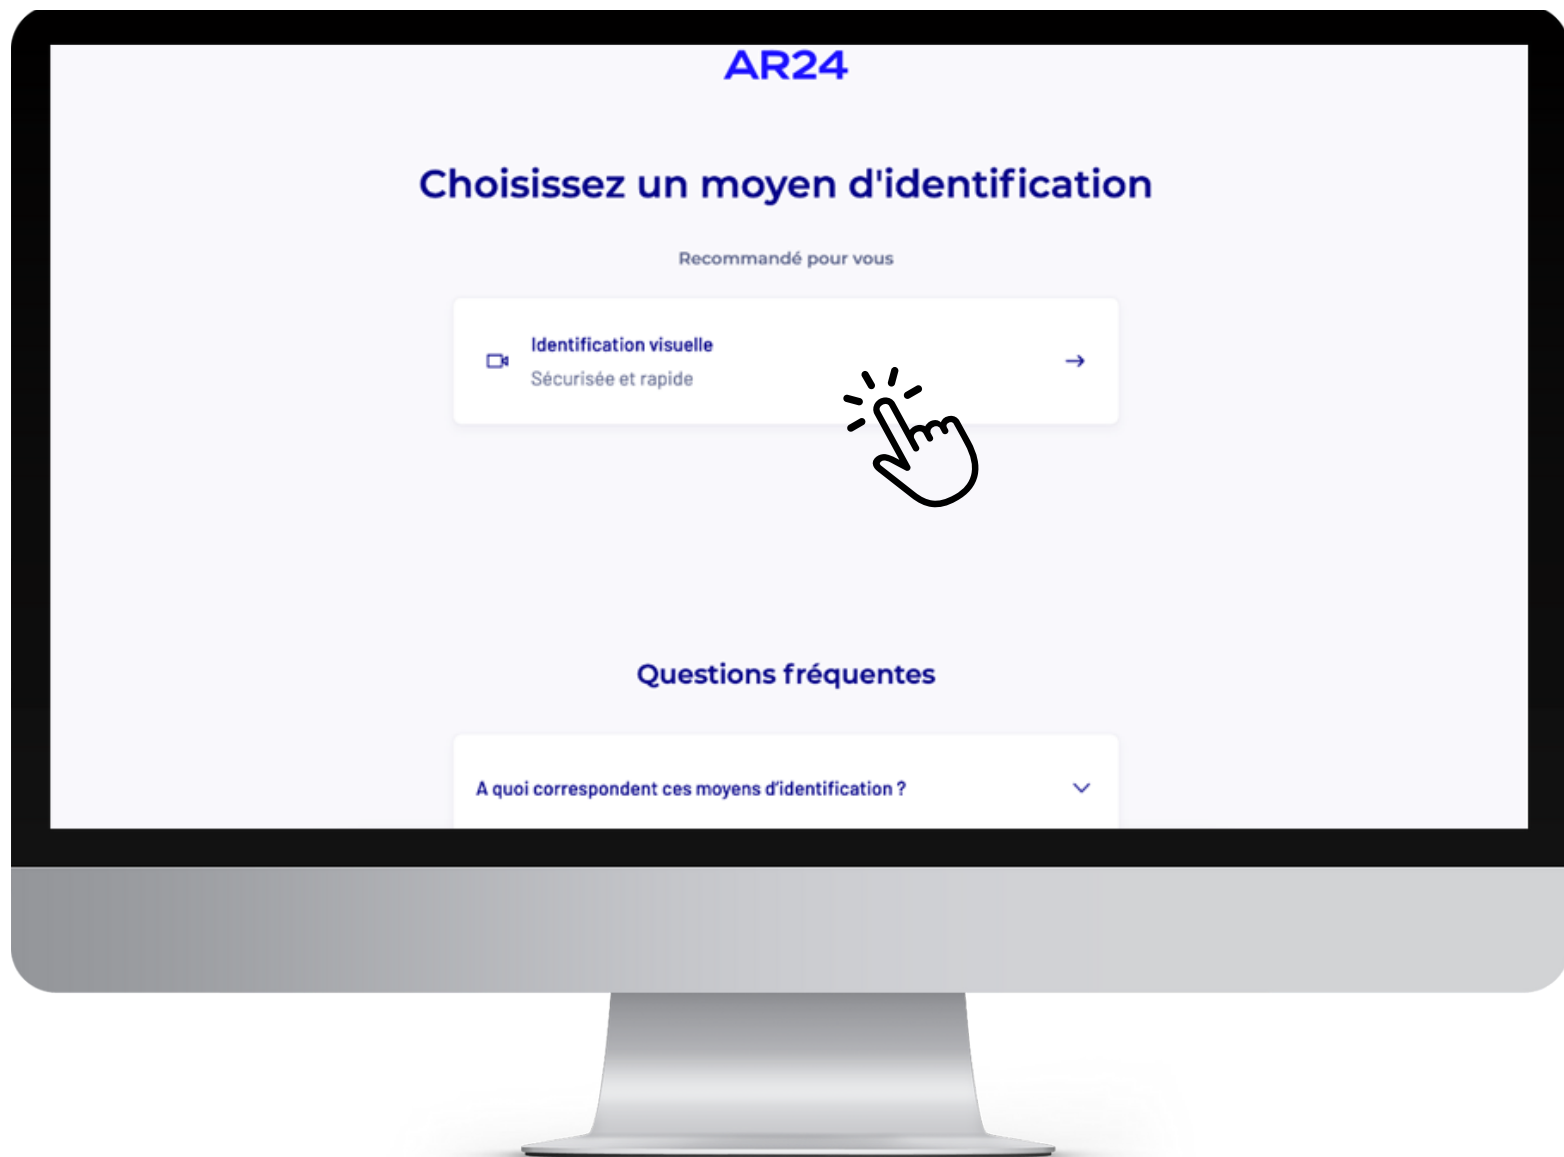 AR24
Choisissez un moyen d'identification
Recommandé pour vous
Identification visuelle
Sécurisée et rapide
Questions fréquentes
A quoi correspondent ces moyens d'identification ?